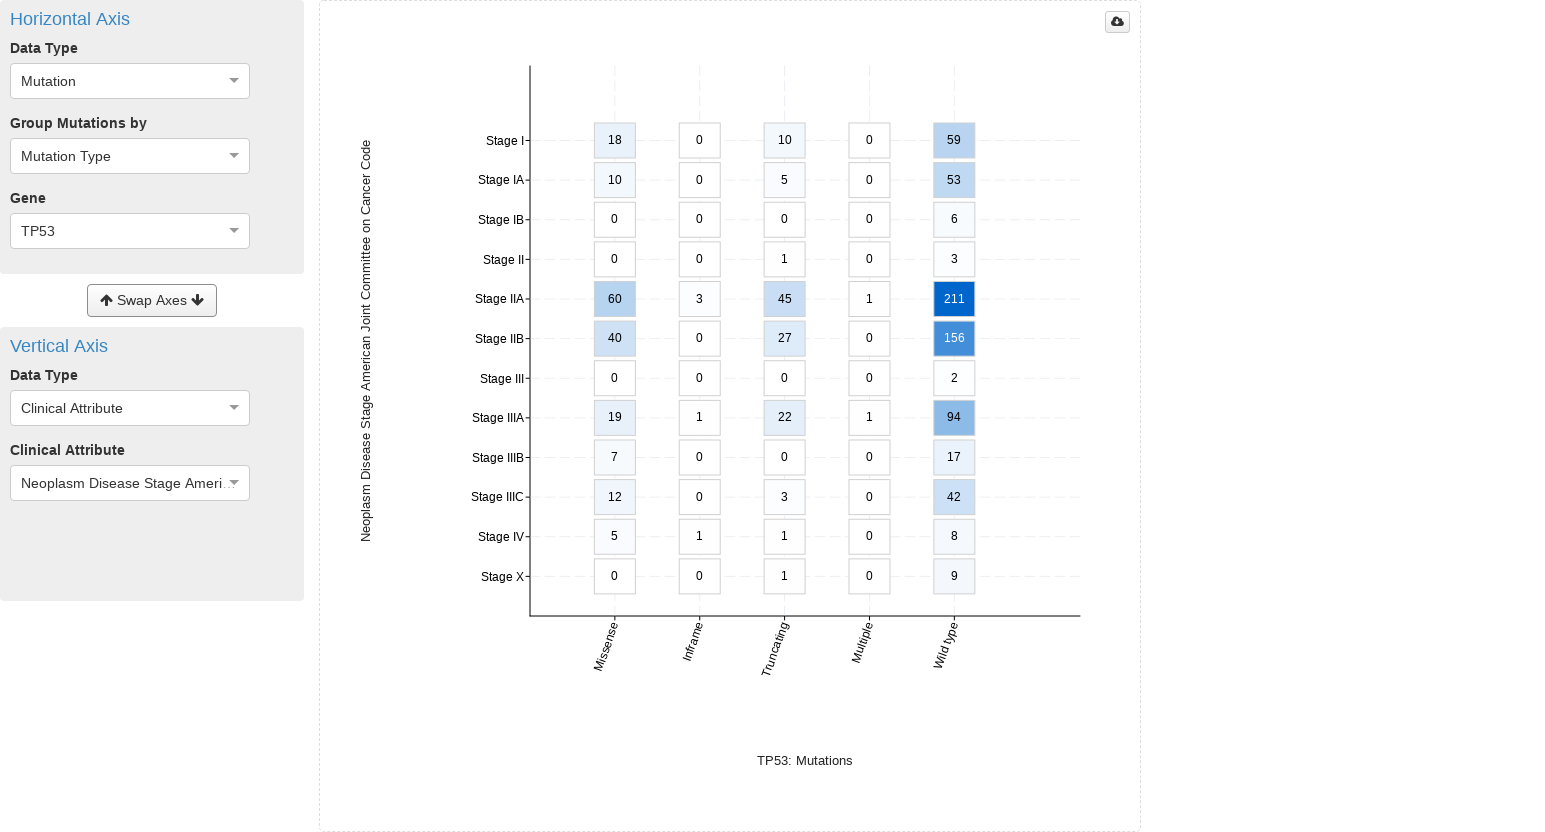 Horizontal Axis
Data Type
Mutation
Group Mutations by
Mutation Type
Gene
TP53
Swap Axes
Vertical Axis
Data Type
Clinical Attribute
Clinical Attribute
Neoplasm Disease Stage Ameri...
Neoplasm Disease Stage American Joint Committee on Cancer Code
Stage I 18 0 10 0 59
Stage IA 10 0 5 0 53
Stage IB 0 0 0 0 6
Stage II 0 0 1 0 3
Stage IIA 60 3 45 1 211
Stage IIB 40 0 27 0 156
Stage III 0 0 0 0 2
Stage IIIA 19 1 22 1 94
Stage IIIB 7 0 0 0 17
Stage IIIC 12 0 3 0 42
Stage IV 5 1 1 0 8
Stage X 0 0 1 0 9
Missense Inframe Truncating Multiple Wild type
TP53: Mutations